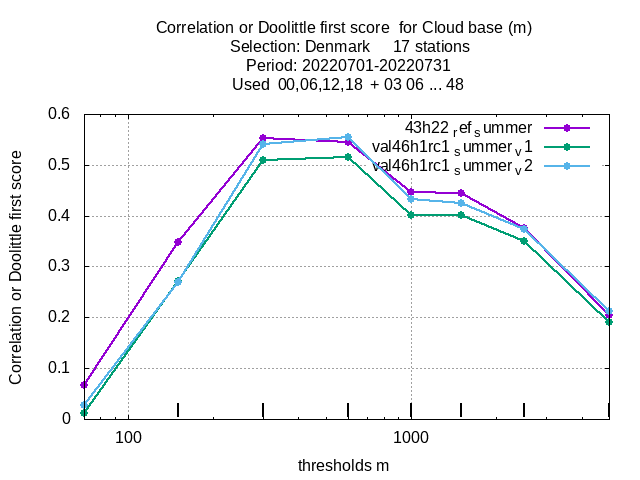 Correlation or Doolittle first score  for Cloud base (m)
Selection: Denmark     17 stations
Period: 20220701-20220731
Used  00,06,12,18  + 03 06 ... 48
0.6
0.5
0.4
0.3
0.2
0.1
0
Correlation or Doolittle first score
43h22 ref summer
val46h1rc1 summer v 1
val46h1rc1 summer v 2
100
1000
thresholds m